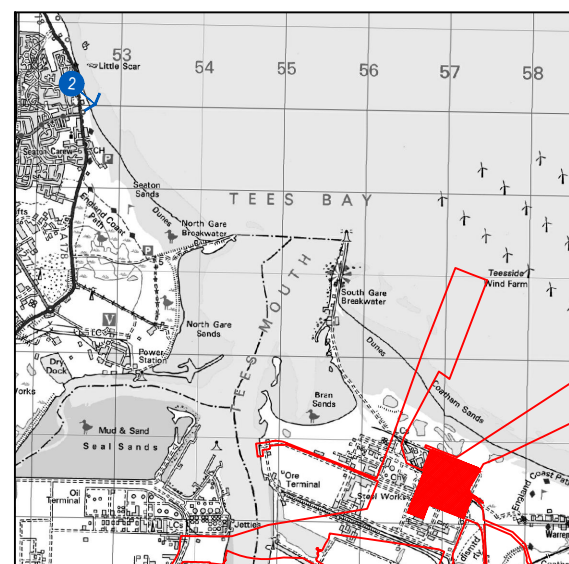 53
54
55
56
57
58
Little Scar
2
Seaton Carew
CH
P
Seaton
Sands
TEES BAY
England Coast
Path
Dunes
North Gare
Breakwater
P
A178
TEES MOUTH
Teesside
Wind Farm
South Gare
Breakwater
V
North Gare
Sands
Dunes
Power
Station
Dry
Dock
Works
Coatham Sands
Bran
Sands
Mud & Sand
Seal Sands
Ore
Terminal
Steel Works
England Coast Path
Oil
Terminal
LCs
Jetties
Warren